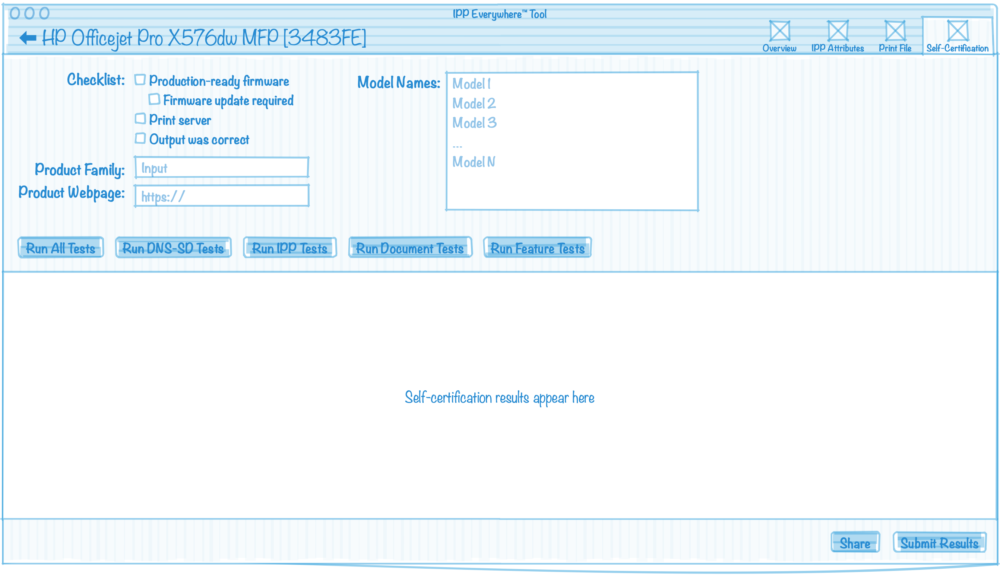 IPP Everywhere™ Tool
HP Officejet Pro X576dw MFP [3483FE]
Overview
IPP Attributes
Print File
Self-Certification
Checklist:
Production-ready firmware
Firmware update required
Print server
Output was correct
Product Family:
Input
Product Webpage:
https://
Model Names:
Model 1
Model 2
Model 3
...
Model N
Run All Tests
Run DNS-SD Tests
Run IPP Tests
Run Document Tests
Run Feature Tests
Self-certification results appear here
Share
Submit Results